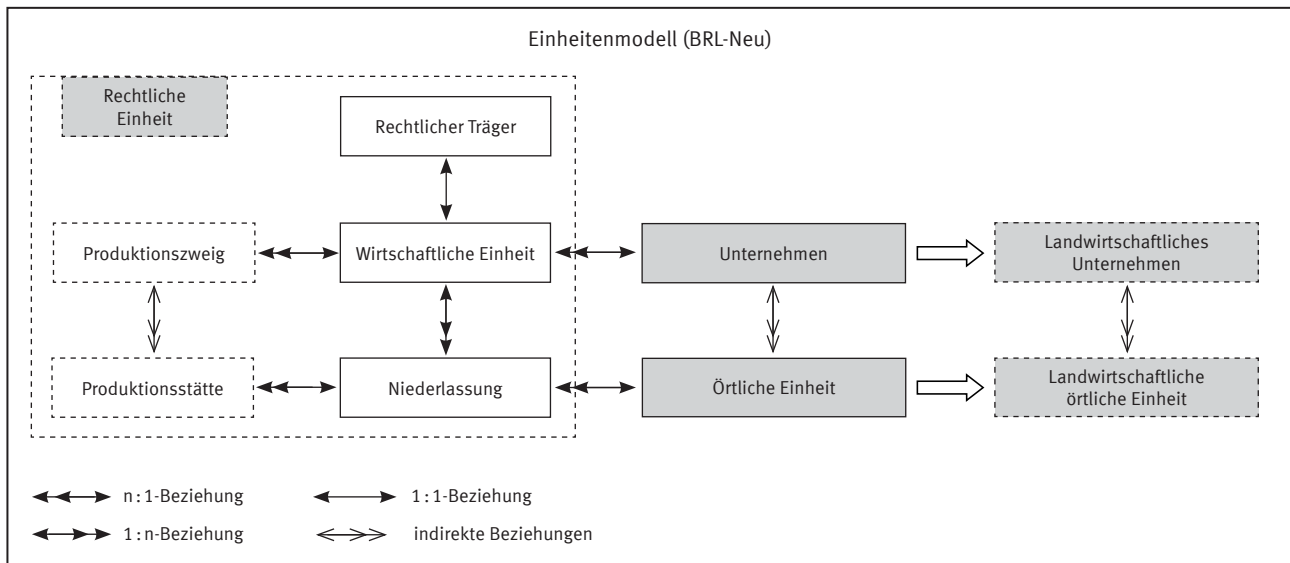 Einheitenmodell (BRL-Neu)
Rechtliche
Einheit
Rechtlicher Träger
Produktionszweig
Wirtschaftliche Einheit
Unternehmen
Landwirtschaftliches
Unternehmen
Produktionsstätte
Niederlassung
Örtliche Einheit
Landwirtschaftliche
örtliche Einheit
n:1-Beziehung
1:1-Beziehung
1:n-Beziehung
indirekte Beziehungen